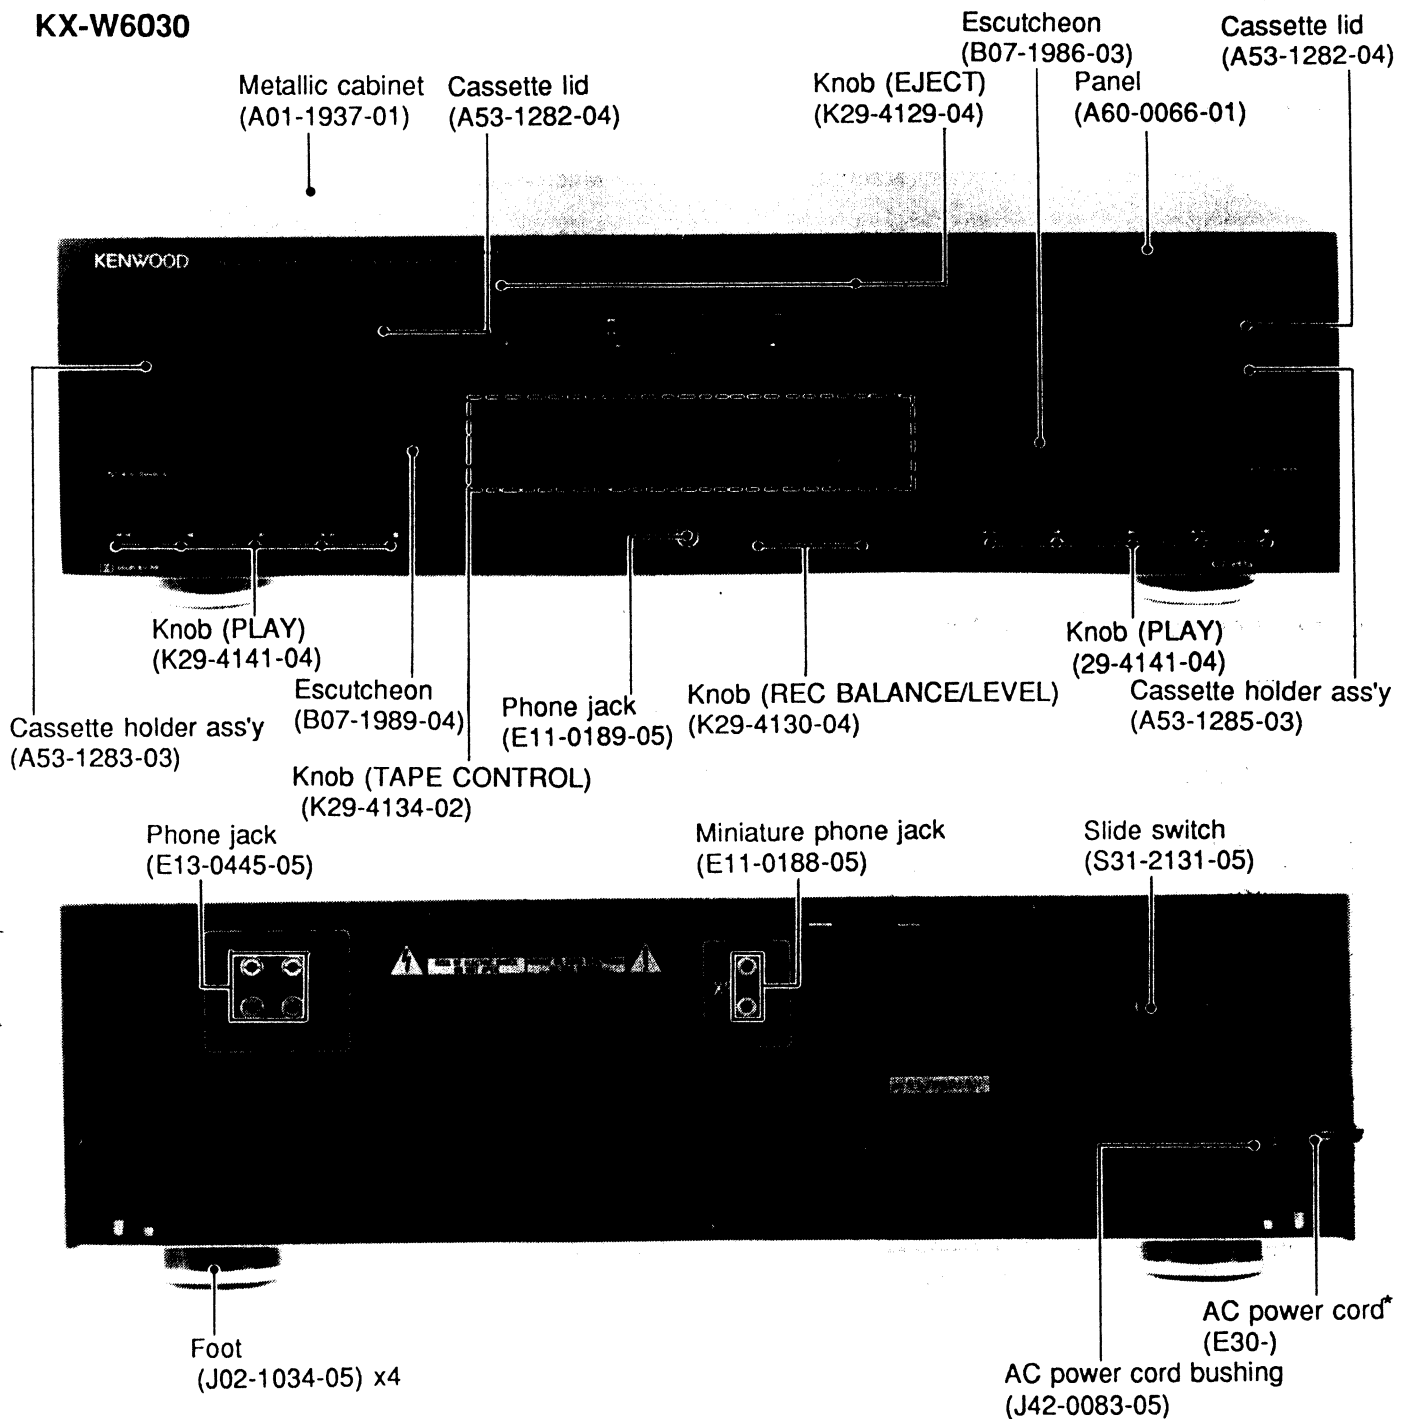 KX-W6030
Escutcheon
(B07-1986-03)
Cassette lid
(A53-1282-04)
Metallic cabinet
(A01-1937-01)
Cassette lid
(A53-1282-04)
Knob (EJECT)
(K29-4129-04)
Panel
(A60-0066-01)
KENWOOD
Knob (PLAY)
(K29-4141-04)
Knob (PLAY)
(29-4141-04)
Escutcheon
(B07-1989-04)
Phone jack
(E11-0189-05)
Knob (REC BALANCE/LEVEL)
(K29-4130-04)
Cassette holder ass'y
(A53-1285-03)
Cassette holder ass'y
(A53-1283-03)
Knob (TAPE CONTROL)
(K29-4134-02)
Phone jack
(E13-0445-05)
Miniature phone jack
(E11-0188-05)
Slide switch
(S31-2131-05)
AC power cord*
(E30-)
Foot
(J02-1034-05) x4
AC power cord bushing
(J42-0083-05)